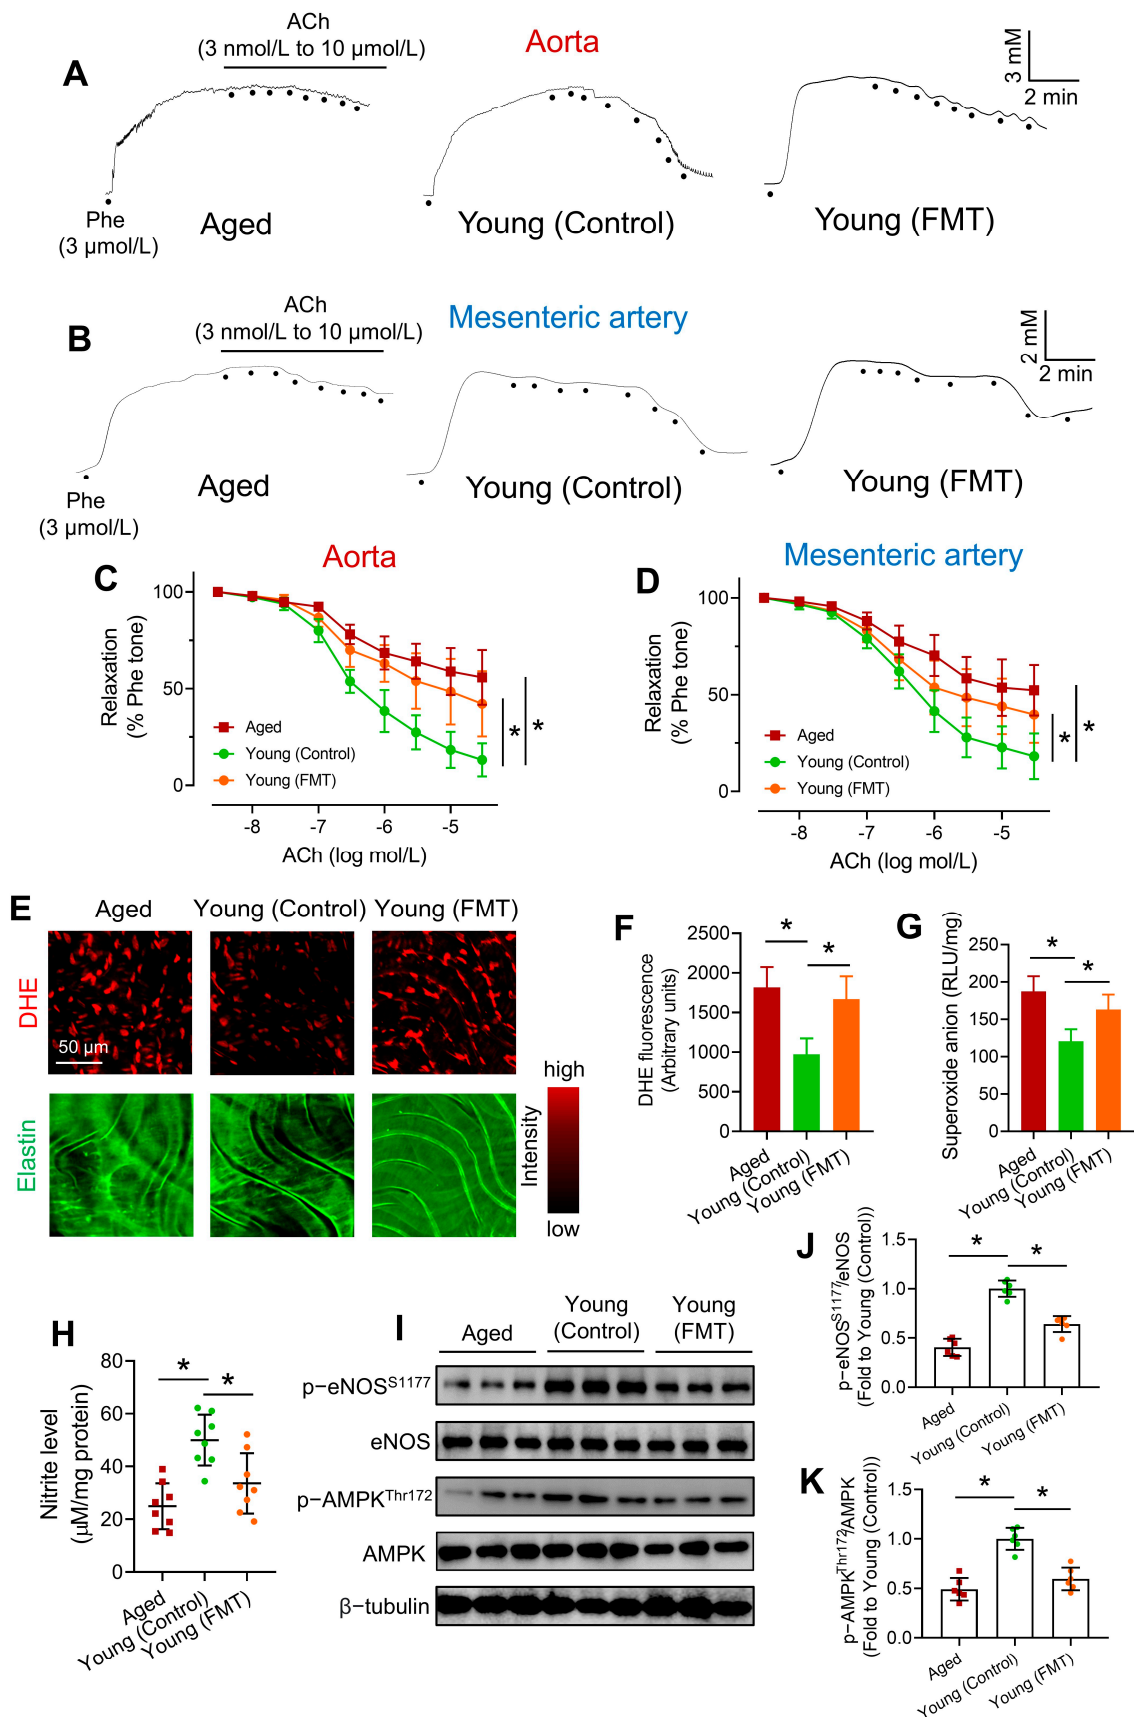 A
ACh
(3 nmol/L to 10 µmol/L)
Aorta
3 mM
2 min
Phe
(3 µmol/L)
Aged
Young (Control)
Young (FMT)
B
ACh
(3 nmol/L to 10 µmol/L)
Mesenteric artery
2 mM
2 min
Phe
(3 µmol/L)
Aged
Young (Control)
Young (FMT)
C
Aorta
Relaxation
(% Phe tone)
100
50
0
Aged
Young (Control)
Young (FMT)
*
*
-8
-7
-6
-5
ACh (log mol/L)
D
Mesenteric artery
Relaxation
(% Phe tone)
100
50
0
Aged
Young (Control)
Young (FMT)
*
*
-8
-7
-6
-5
ACh (log mol/L)
E
Aged
Young (Control)
Young (FMT)
DHE
50 µm
Elastin
high
Intensity
low
F
DHE fluorescence
(Arbitrary units)
2500
2000
1500
1000
500
0
*
*
Aged
Young (Control)
Young (FMT)
G
Superoxide anion (RLU/mg)
250
200
150
100
50
0
*
*
Aged
Young (Control)
Young (FMT)
H
Nitrite level
(µM/mg protein)
80
60
40
20
0
*
*
Aged
Young (Control)
Young (FMT)
I
Aged
Young
(Control)
Young
(FMT)
p−eNOS^S1177
eNOS
p−AMPK^Thr172
AMPK
β−tubulin
J
p−eNOS^S1177/eNOS
(Fold to Young (Control))
1.5
1.0
0.5
0.0
*
*
Aged
Young (Control)
Young (FMT)
K
p−AMPK^Thr172/AMPK
(Fold to Young (Control))
1.5
1.0
0.5
0.0
*
*
Aged
Young (Control)
Young (FMT)